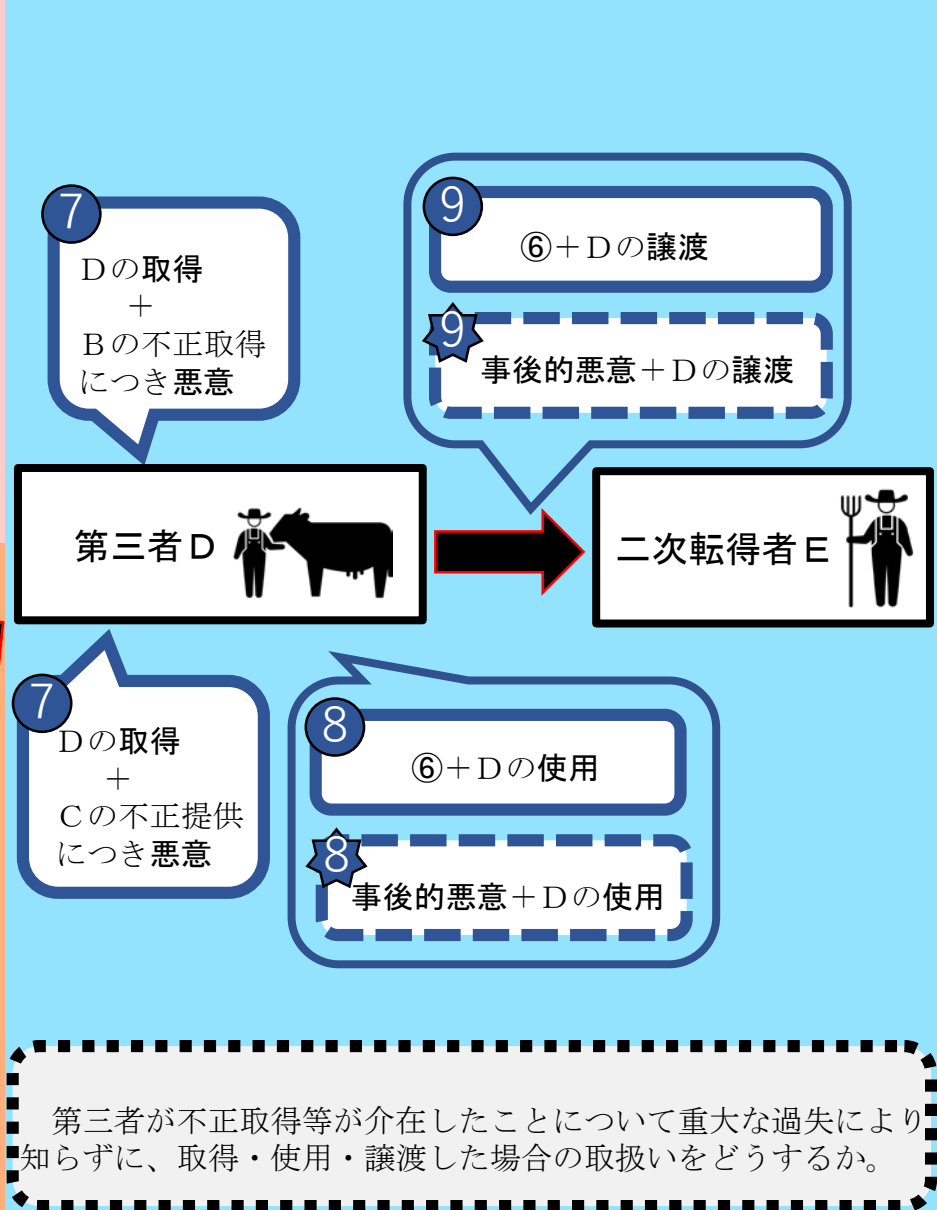 7
Dの取得
＋
Bの不正取得
につき悪意
9
⑥＋Dの譲渡
9
事後的悪意＋Dの譲渡
第三者D
二次転得者E
7
Dの取得
＋
Cの不正提供
につき悪意
8
⑥＋Dの使用
8
事後的悪意＋Dの使用
第三者が不正取得等が介在したことについて重大な過失により
知らずに、取得・使用・譲渡した場合の取扱いをどうするか。